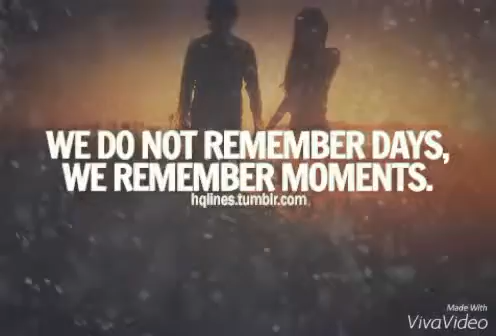 WE DO NOT REMEMBER DAYS,
WE REMEMBER MOMENTS.
hqlines.tumblr.com
Made With
VivaVideo